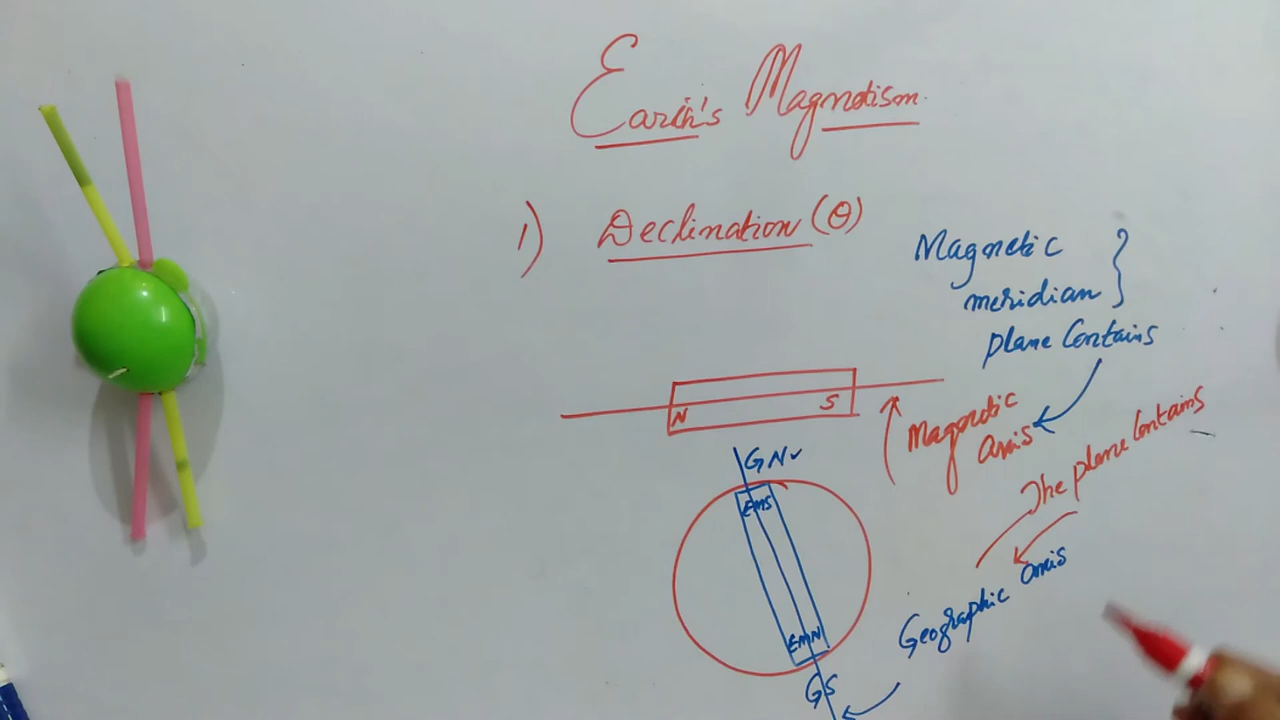 Earth's Magnetism.
1) Declination (θ)
Magnetic
meridian }
plane Contains
N S
Magnetic
axis
The plane Contains
GN
EMS
Geographic axis
EMN
GS